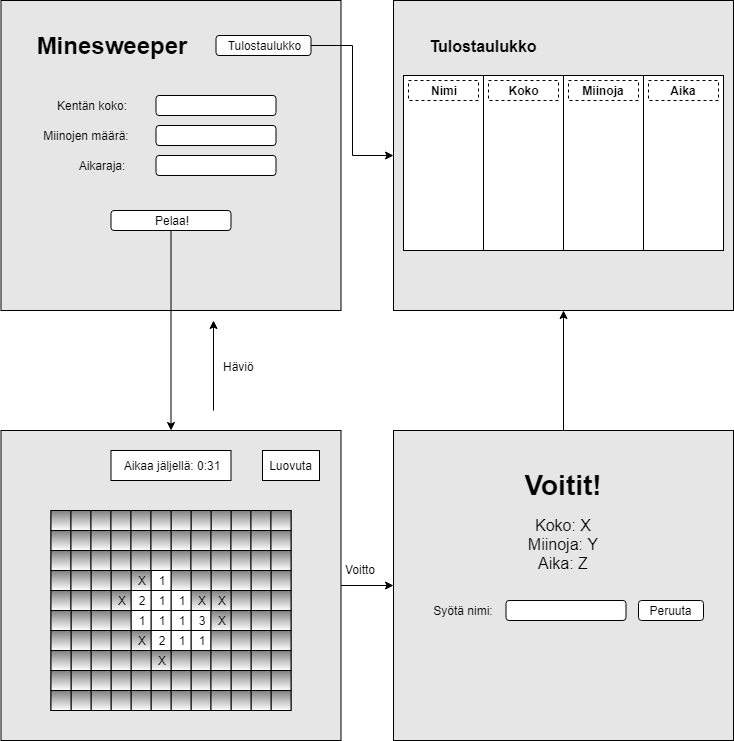 Minesweeper
Tulostaulukko
Kentän koko:
Miinojen määrä:
Aikaraja:
Pelaa!
Tulostaulukko
Nimi Koko Miinoja Aika
Häviö
Aikaa jäljellä: 0:31
Luovuta
X 1
X 2 1 1 X X
1 1 1 3 X
X 2 1 1
X
Voitto
Voitit!
Koko: X
Miinoja: Y
Aika: Z
Syötä nimi:
Peruuta